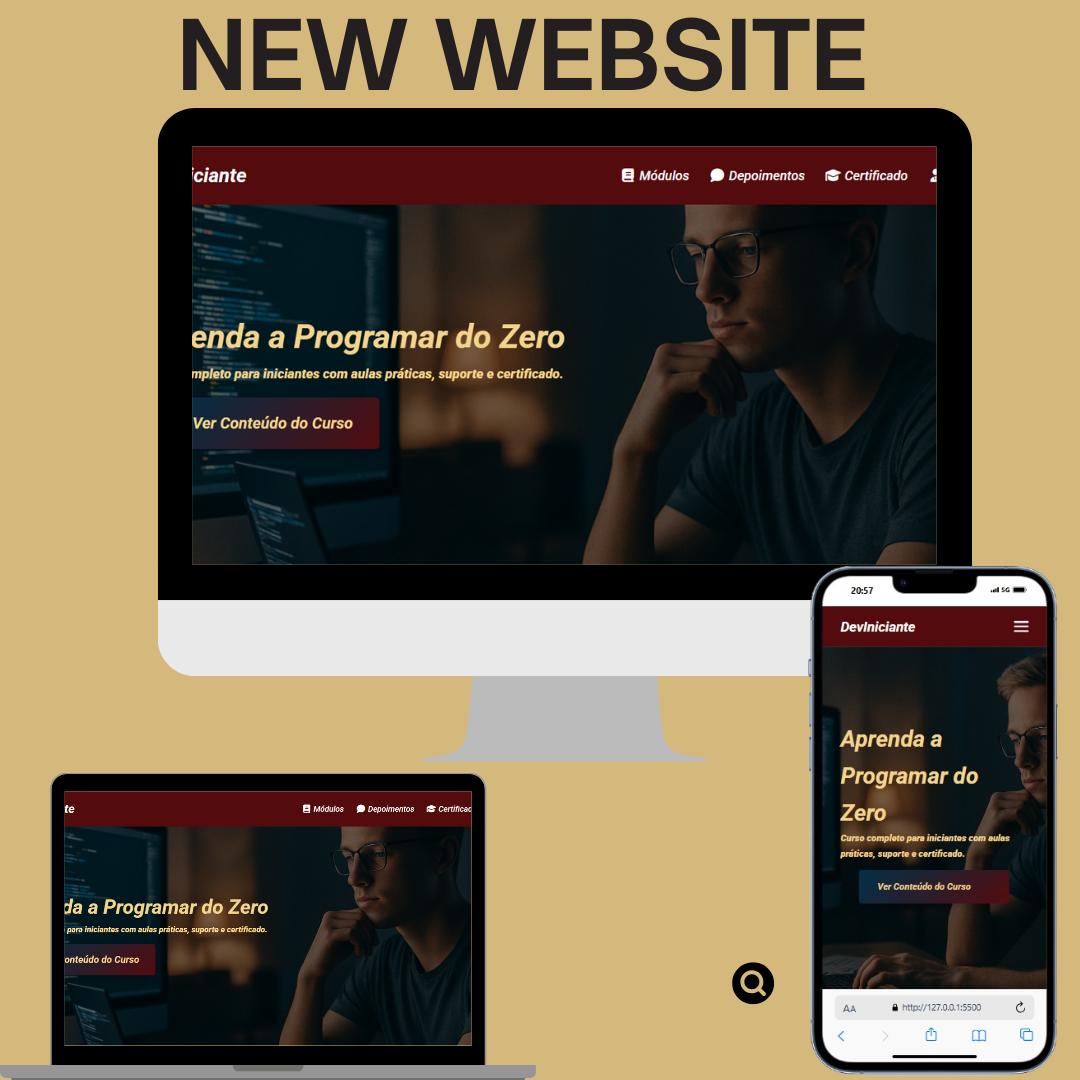 NEW WEBSITE
iciante
Módulos
Depoimentos
Certificado
enda a Programar do Zero
mpleto para iniciantes com aulas práticas, suporte e certificado.
Ver Conteúdo do Curso
20:57
5G
DevIniciante
Aprenda a
Programar do
Zero
Curso completo para iniciantes com aulas
práticas, suporte e certificado.
Ver Conteúdo do Curso
AA
http://127.0.0.1:5500
te
Módulos
Depoimentos
Certificad
da a Programar do Zero
para iniciantes com aulas práticas, suporte e certificado.
onteúdo do Curso